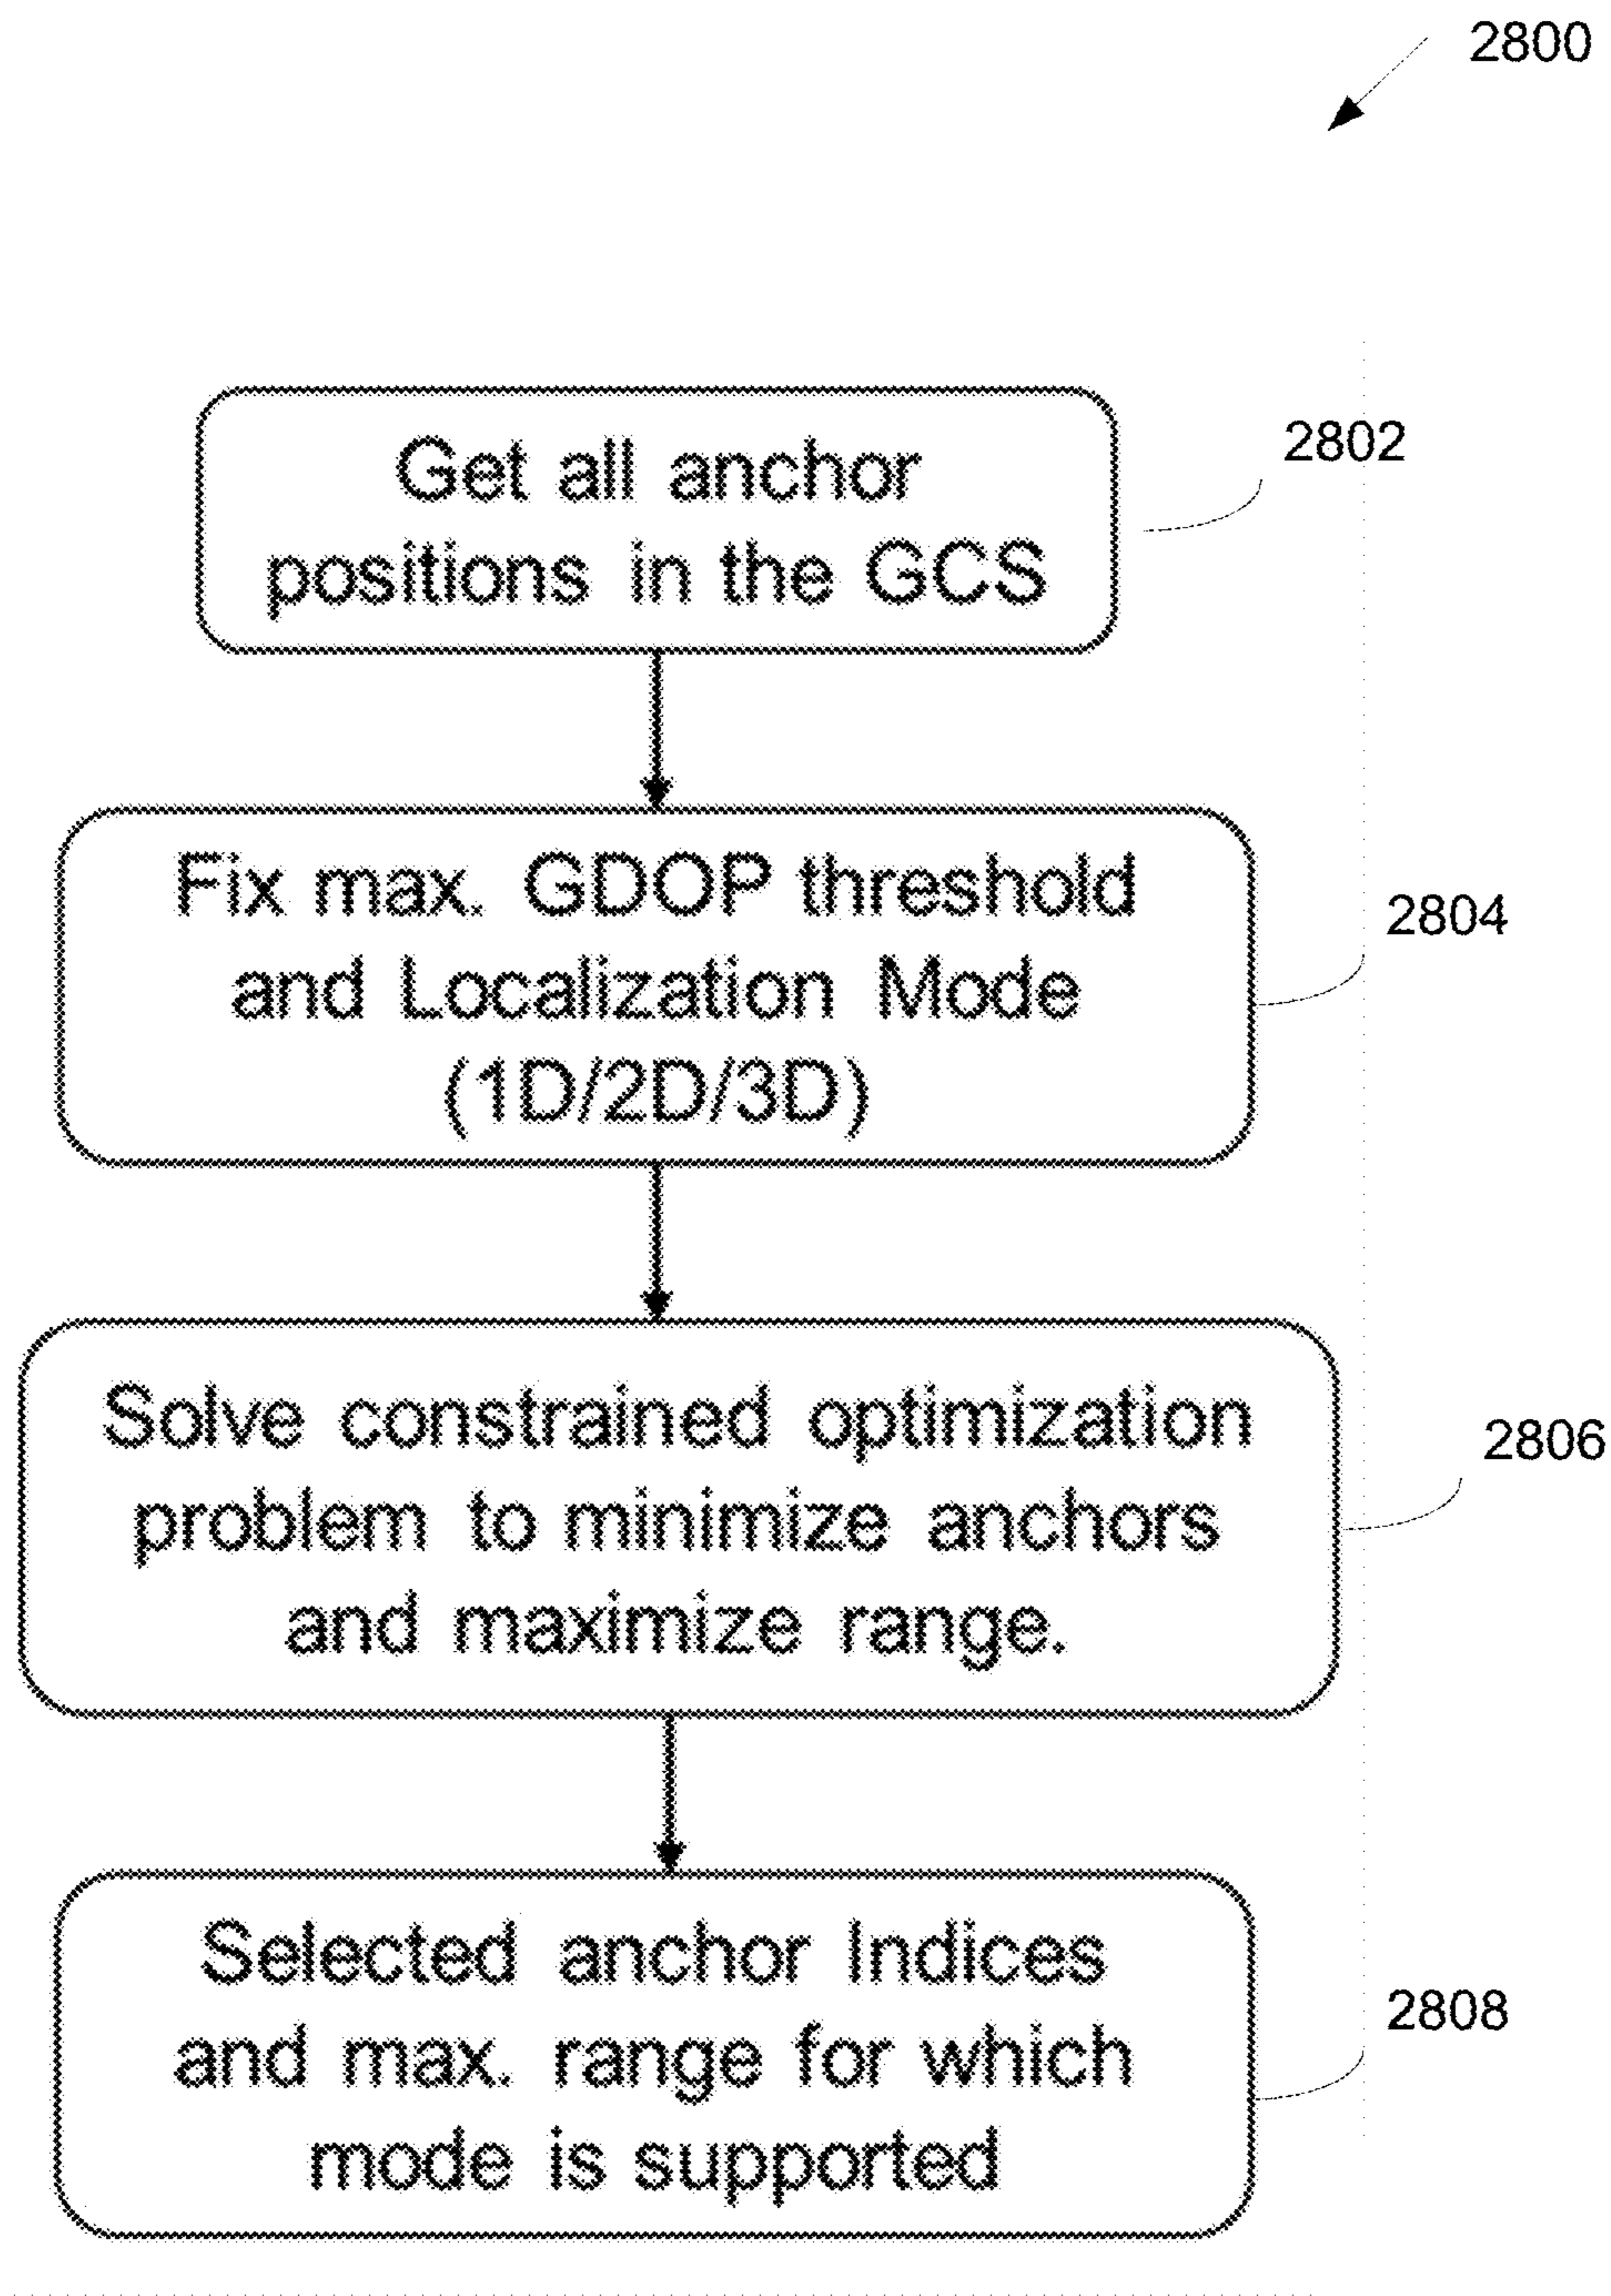 2800
Get all anchor
positions in the GCS
2802
Fix max. GDOP threshold
and Localization Mode
(1D/2D/3D)
2804
Solve constrained optimization
problem to minimize anchors
and maximize range.
2806
Selected anchor Indices
and max. range for which
mode is supported
2808